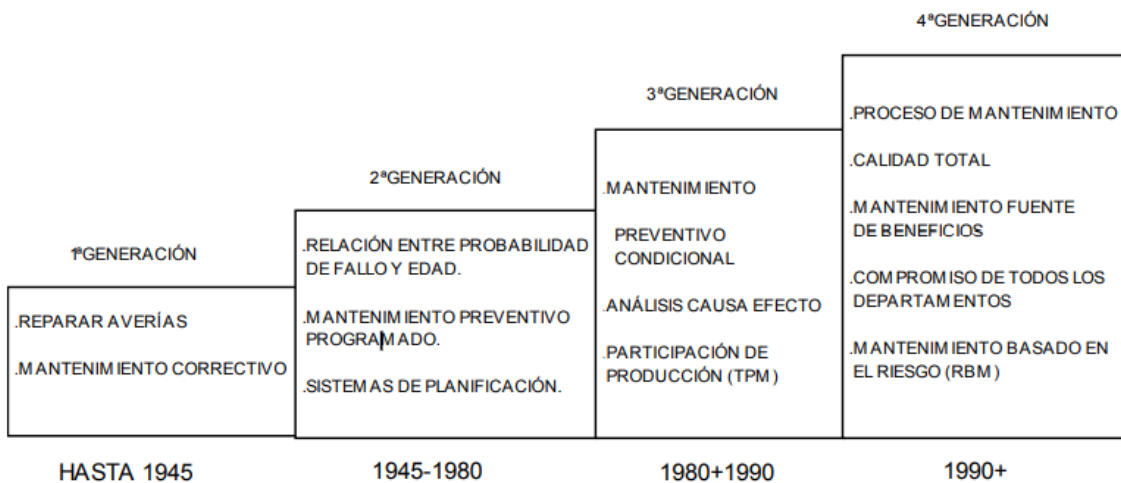 1ªGENERACIÓN
.REPARAR AVERÍAS
.MANTENIMIENTO CORRECTIVO
HASTA 1945
2ªGENERACIÓN
.RELACIÓN ENTRE PROBABILIDAD
DE FALLO Y EDAD.
.MANTENIMIENTO PREVENTIVO
PROGRAMADO.
.SISTEMAS DE PLANIFICACIÓN.
1945-1980
3ªGENERACIÓN
.MANTENIMIENTO
PREVENTIVO
CONDICIONAL
.ANÁLISIS CAUSA EFECTO
.PARTICIPACIÓN DE
PRODUCCIÓN (TPM)
1980+1990
4ªGENERACIÓN
.PROCESO DE MANTENIMIENTO
.CALIDAD TOTAL
.MANTENIMIENTO FUENTE
DE BENEFICIOS
.COMPROMISO DE TODOS LOS
DEPARTAMENTOS
.MANTENIMIENTO BASADO EN
EL RIESGO (RBM)
1990+